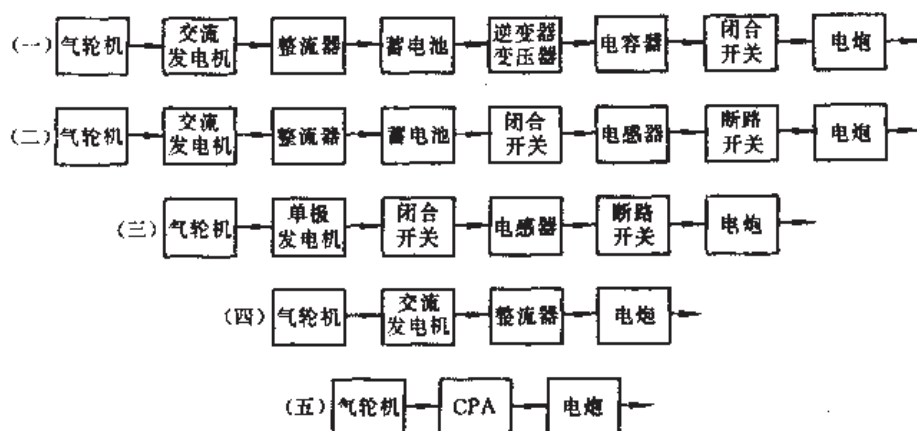 (一) 气轮机 交流发电机 整流器 蓄电池 逆变器变压器 电容器 闭合开关 电炮
(二) 气轮机 交流发电机 整流器 蓄电池 闭合开关 电感器 断路开关 电炮
(三) 气轮机 单极发电机 闭合开关 电感器 断路开关 电炮
(四) 气轮机 交流发电机 整流器 电炮
(五) 气轮机 CPA 电炮